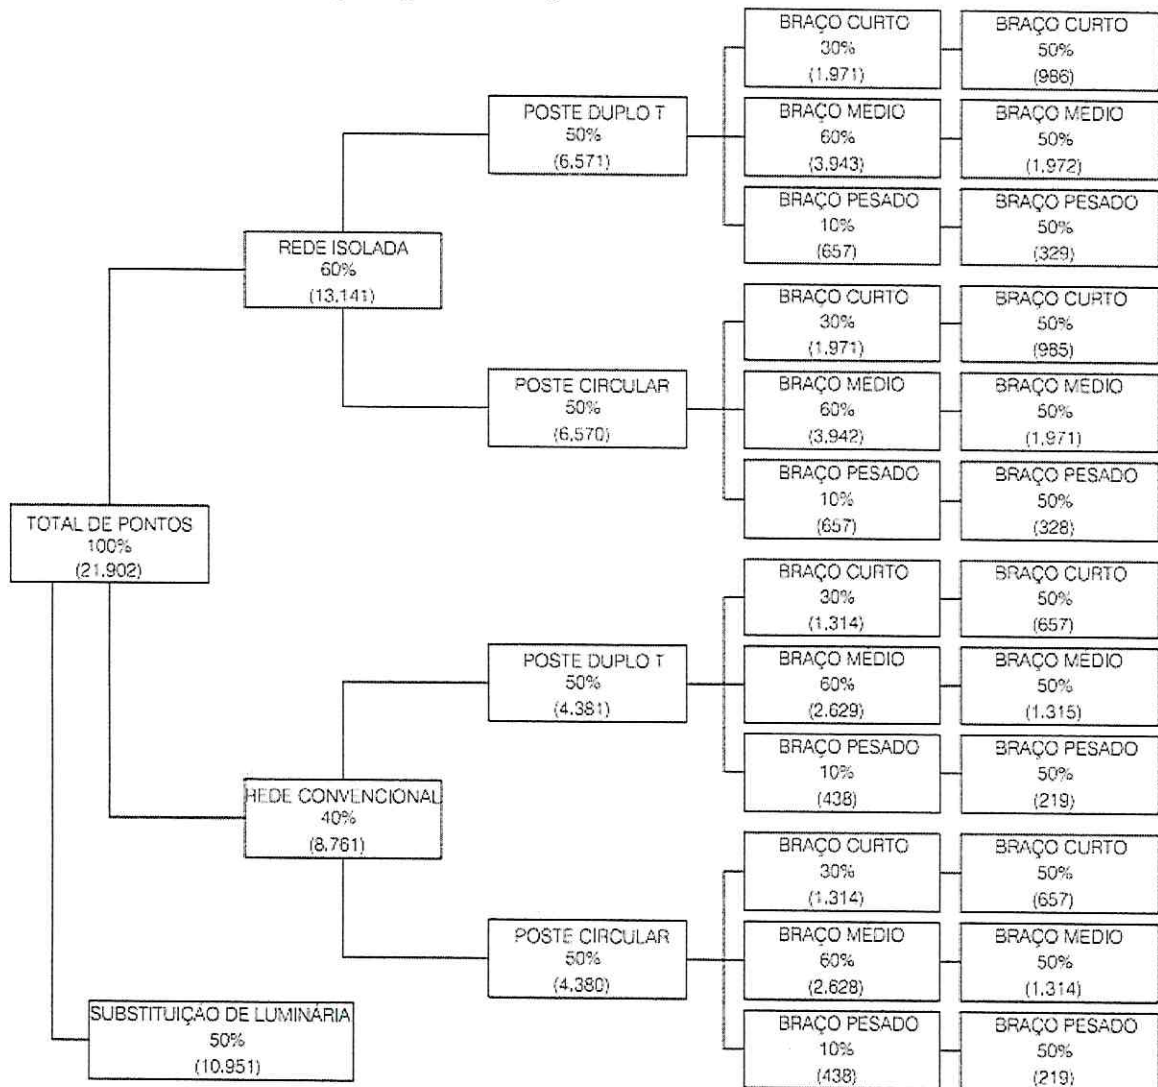 BRAÇO CURTO
30%
(1.971)
BRAÇO CURTO
50%
(986)
POSTE DUPLO T
50%
(6.571)
BRAÇO MEDIO
60%
(3.943)
BRAÇO MEDIO
50%
(1.972)
BRAÇO PESADO
10%
(657)
BRAÇO PESADO
50%
(329)
REDE ISOLADA
60%
(13.141)
BRAÇO CURTO
30%
(1.971)
BRAÇO CURTO
50%
(985)
POSTE CIRCULAR
50%
(6.570)
BRAÇO MEDIO
60%
(3.942)
BRAÇO MEDIO
50%
(1.971)
BRAÇO PESADO
10%
(657)
BRAÇO PESADO
50%
(328)
TOTAL DE PONTOS
100%
(21.902)
BRAÇO CURTO
30%
(1.314)
BRAÇO CURTO
50%
(657)
POSTE DUPLO T
50%
(4.381)
BRAÇO MEDIO
60%
(2.629)
BRAÇO MEDIO
50%
(1.315)
BRAÇO PESADO
10%
(438)
BRAÇO PESADO
50%
(219)
REDE CONVENCIONAL
40%
(8.761)
BRAÇO CURTO
30%
(1.314)
BRAÇO CURTO
50%
(657)
POSTE CIRCULAR
50%
(4.380)
BRAÇO MEDIO
60%
(2.628)
BRAÇO MEDIO
50%
(1.314)
BRAÇO PESADO
10%
(438)
BRAÇO PESADO
50%
(219)
SUBSTITUIÇÃO DE LUMINÁRIA
50%
(10.951)